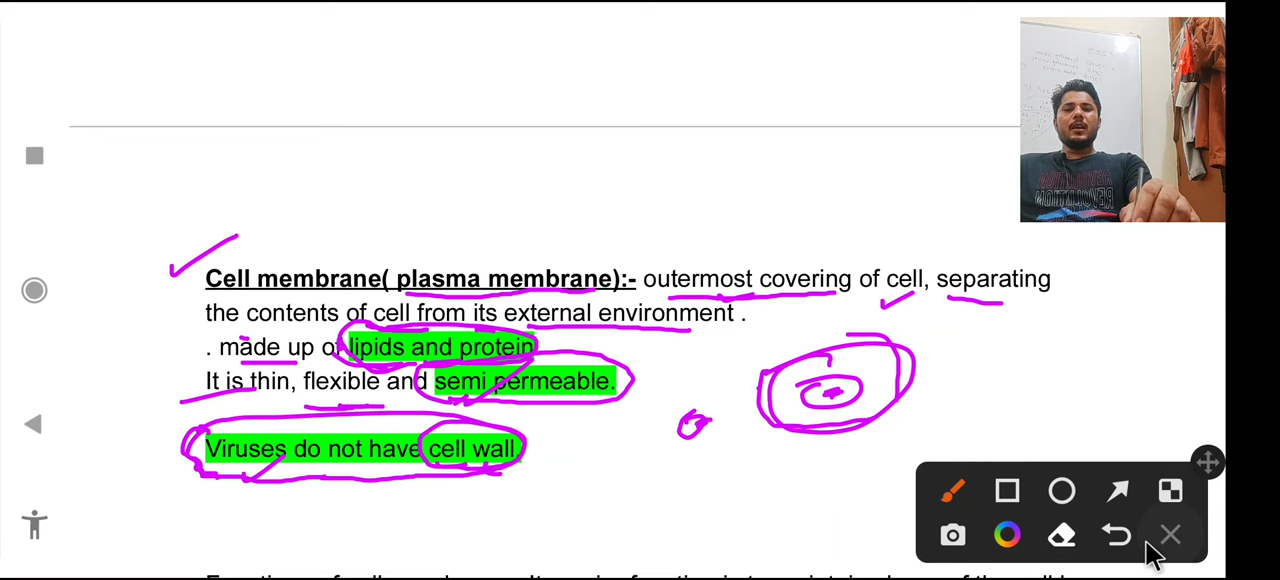 Cell membrane( plasma membrane):- outermost covering of cell, separating
the contents of cell from its external environment .
. made up of lipids and protein
It is thin, flexible and semi permeable.
Viruses do not have cell wall.